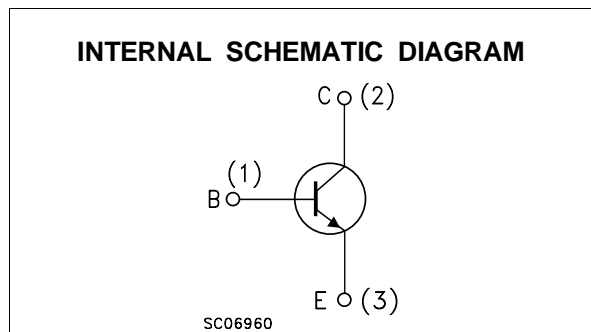 INTERNAL SCHEMATIC DIAGRAM
C (2)
(1)
B
E (3)
SC06960